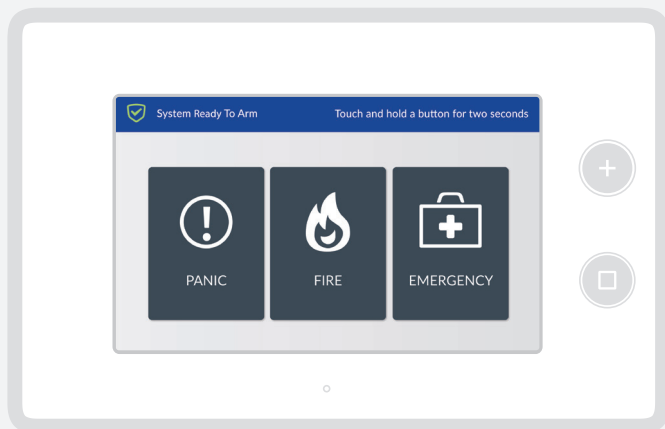 System Ready To Arm
Touch and hold a button for two seconds
PANIC
FIRE
EMERGENCY